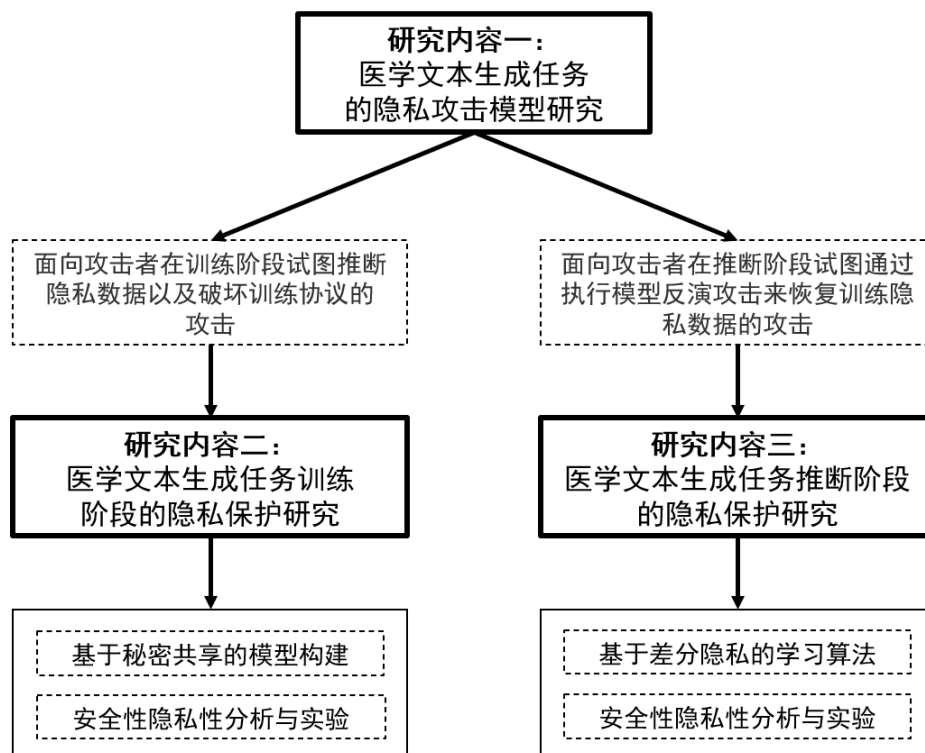 研究内容一：
医学文本生成任务
的隐私攻击模型研究
面向攻击者在训练阶段试图推断
隐私数据以及破坏训练协议的
攻击
面向攻击者在推断阶段试图通过
执行模型反演攻击来恢复训练隐
私数据的攻击
研究内容二：
医学文本生成任务训练
阶段的隐私保护研究
研究内容三：
医学文本生成任务推断阶段
的隐私保护研究
基于秘密共享的模型构建
安全性隐私性分析与实验
基于差分隐私的学习算法
安全性隐私性分析与实验